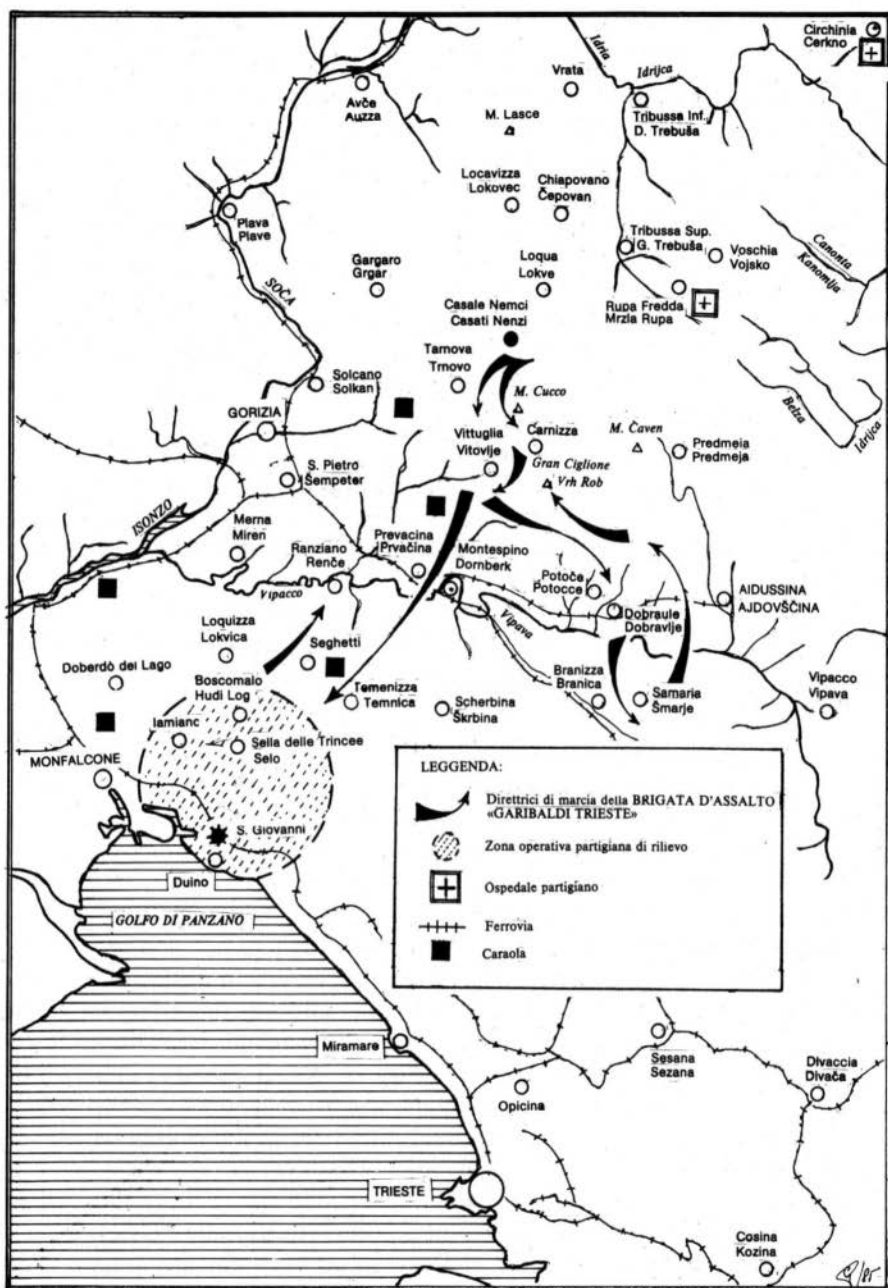 Circhinia
Cerkno
Idria
Idrijca
Vrata
Avče
Auzza
Tribussa Inf.
D. Trebuša
M. Lasce
Locavizza
Lokovec
Chiapovano
Čepovan
Plava
Plave
Tribussa Sup.
G. Trebuša
Voschia
Vojsko
Canonta
Kanomija
Gargaro
Grgar
Loqua
Lokve
SOČA
Rupa Fredda
Mrzla Rupa
Casale Nemci
Casati Nenzi
Tarnova
Trnovo
Solcano
Solkan
Belza
Idrijca
M. Cucco
GORIZIA
Carnizza
M. Čaven
Predmeia
Predmeja
Vittuglia
Vitovlje
Gran Ciglione
Vrh Rob
S. Pietro
Šempeter
ISONZO
Merna
Miren
Prevacina
Prvačina
Ranziano
Renče
Montespino
Dornberk
Potoče
Potocce
Vipacco
Vipava
AIDUSSINA
AJDOVŠČINA
Dobraule
Dobravlje
Loquizza
Lokvica
Seghetti
Doberdò del Lago
Boscomalo
Hudi Log
Temenizza
Temnica
Scherbina
Škrbina
Branizza
Branica
Samaria
Šmarje
Vipacco
Vipava
Iamiano
Sella delle Trincee
Selo
MONFALCONE
S. Giovanni
Duino
GOLFO DI PANZANO
LEGGENDA:
Direttrici di marcia della BRIGATA D'ASSALTO
«GARIBALDI TRIESTE»
Zona operativa partigiana di rilievo
Ospedale partigiano
Ferrovia
Caraola
Miramare
Sesana
Sezana
Divaccia
Divača
Opicina
TRIESTE
Cosina
Kozina